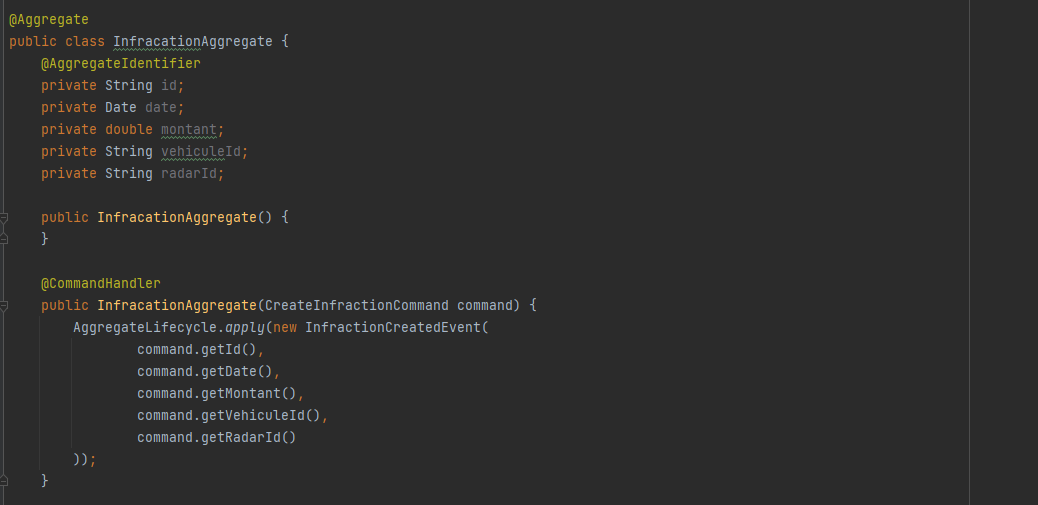 @Aggregate
public class InfracationAggregate {
@AggregateIdentifier
private String id;
private Date date;
private double montant;
private String vehiculeId;
private String radarId;
public InfracationAggregate() {
}
@CommandHandler
public InfracationAggregate(CreateInfractionCommand command) {
AggregateLifecycle.apply(new InfractionCreatedEvent(
command.getId(),
command.getDate(),
command.getMontant(),
command.getVehiculeId(),
command.getRadarId()
));
}